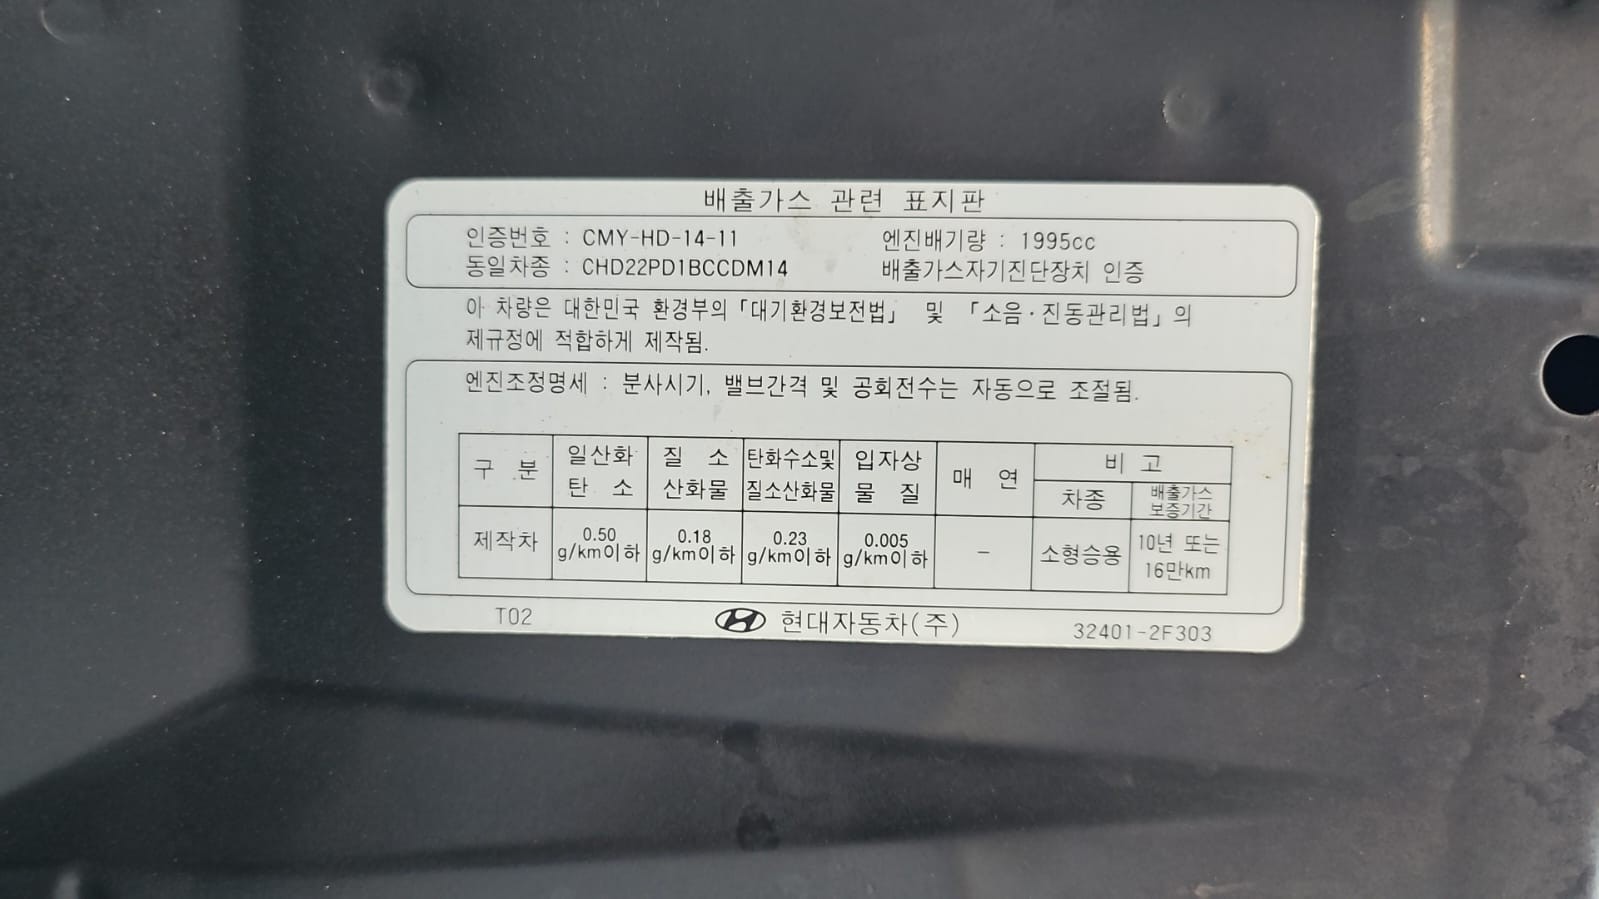 배출가스 관련 표지판
인증번호 : CMY-HD-14-11 엔진배기량 : 1995cc
동일차종 : CHD22PD1BCCDM14 배출가스자기진단장치 인증
이 차량은 대한민국 환경부의 「대기환경보전법」 및 「소음·진동관리법」의
제규정에 적합하게 제작됨.
엔진조정명세 : 분사시기, 밸브간격 및 공회전수는 자동으로 조절됨.
구 분 일산화 탄 소 질 소 산화물 탄화수소및 질소산화물 입자상 물 질 매 연 비 고
차종 배출가스 보증기간
제작차 0.50 g/km이하 0.18 g/km이하 0.23 g/km이하 0.005 g/km이하 - 소형승용 10년 또는 16만km
T02 현대자동차(주) 32401-2F303